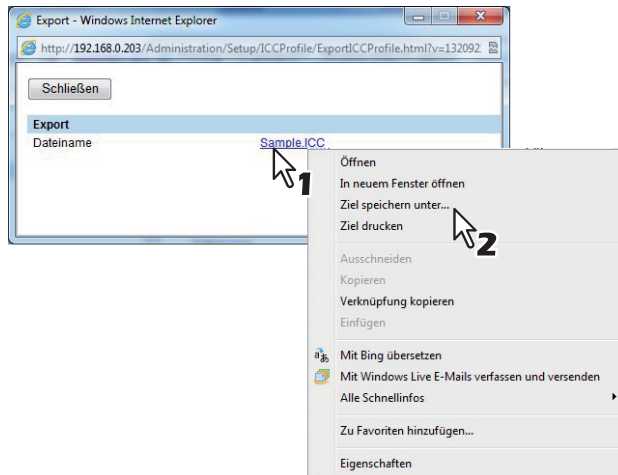 Export - Windows Internet Explorer
http://192.168.0.203/Administration/Setup/ICCProfile/ExportICCProfile.html?v=132092
Schließen
Export
Dateiname Sample.ICC
1
Öffnen
In neuem Fenster öffnen
Ziel speichern unter...
2
Ziel drucken
Ausschneiden
Kopieren
Verknüpfung kopieren
Einfügen
Mit Bing übersetzen
Mit Windows Live E-Mails verfassen und versenden
Alle Schnellinfos
Zu Favoriten hinzufügen...
Eigenschaften